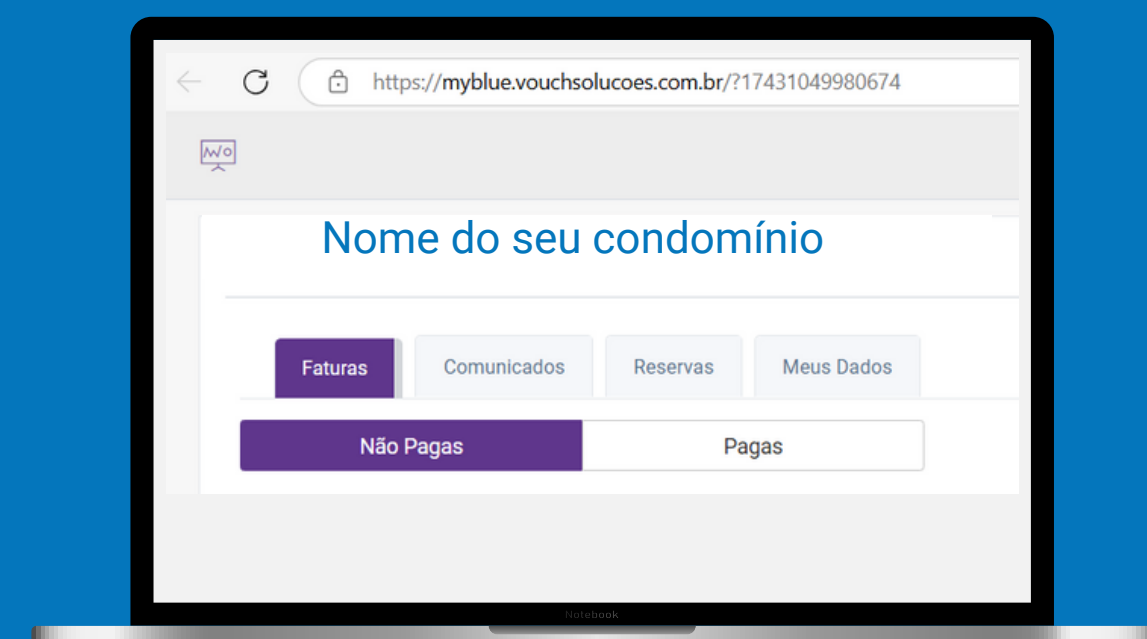 https://myblue.vouchsolucoes.com.br/?17431049980674
Nome do seu condomínio
Faturas Comunicados Reservas Meus Dados
Não Pagas Pagas
Notebook